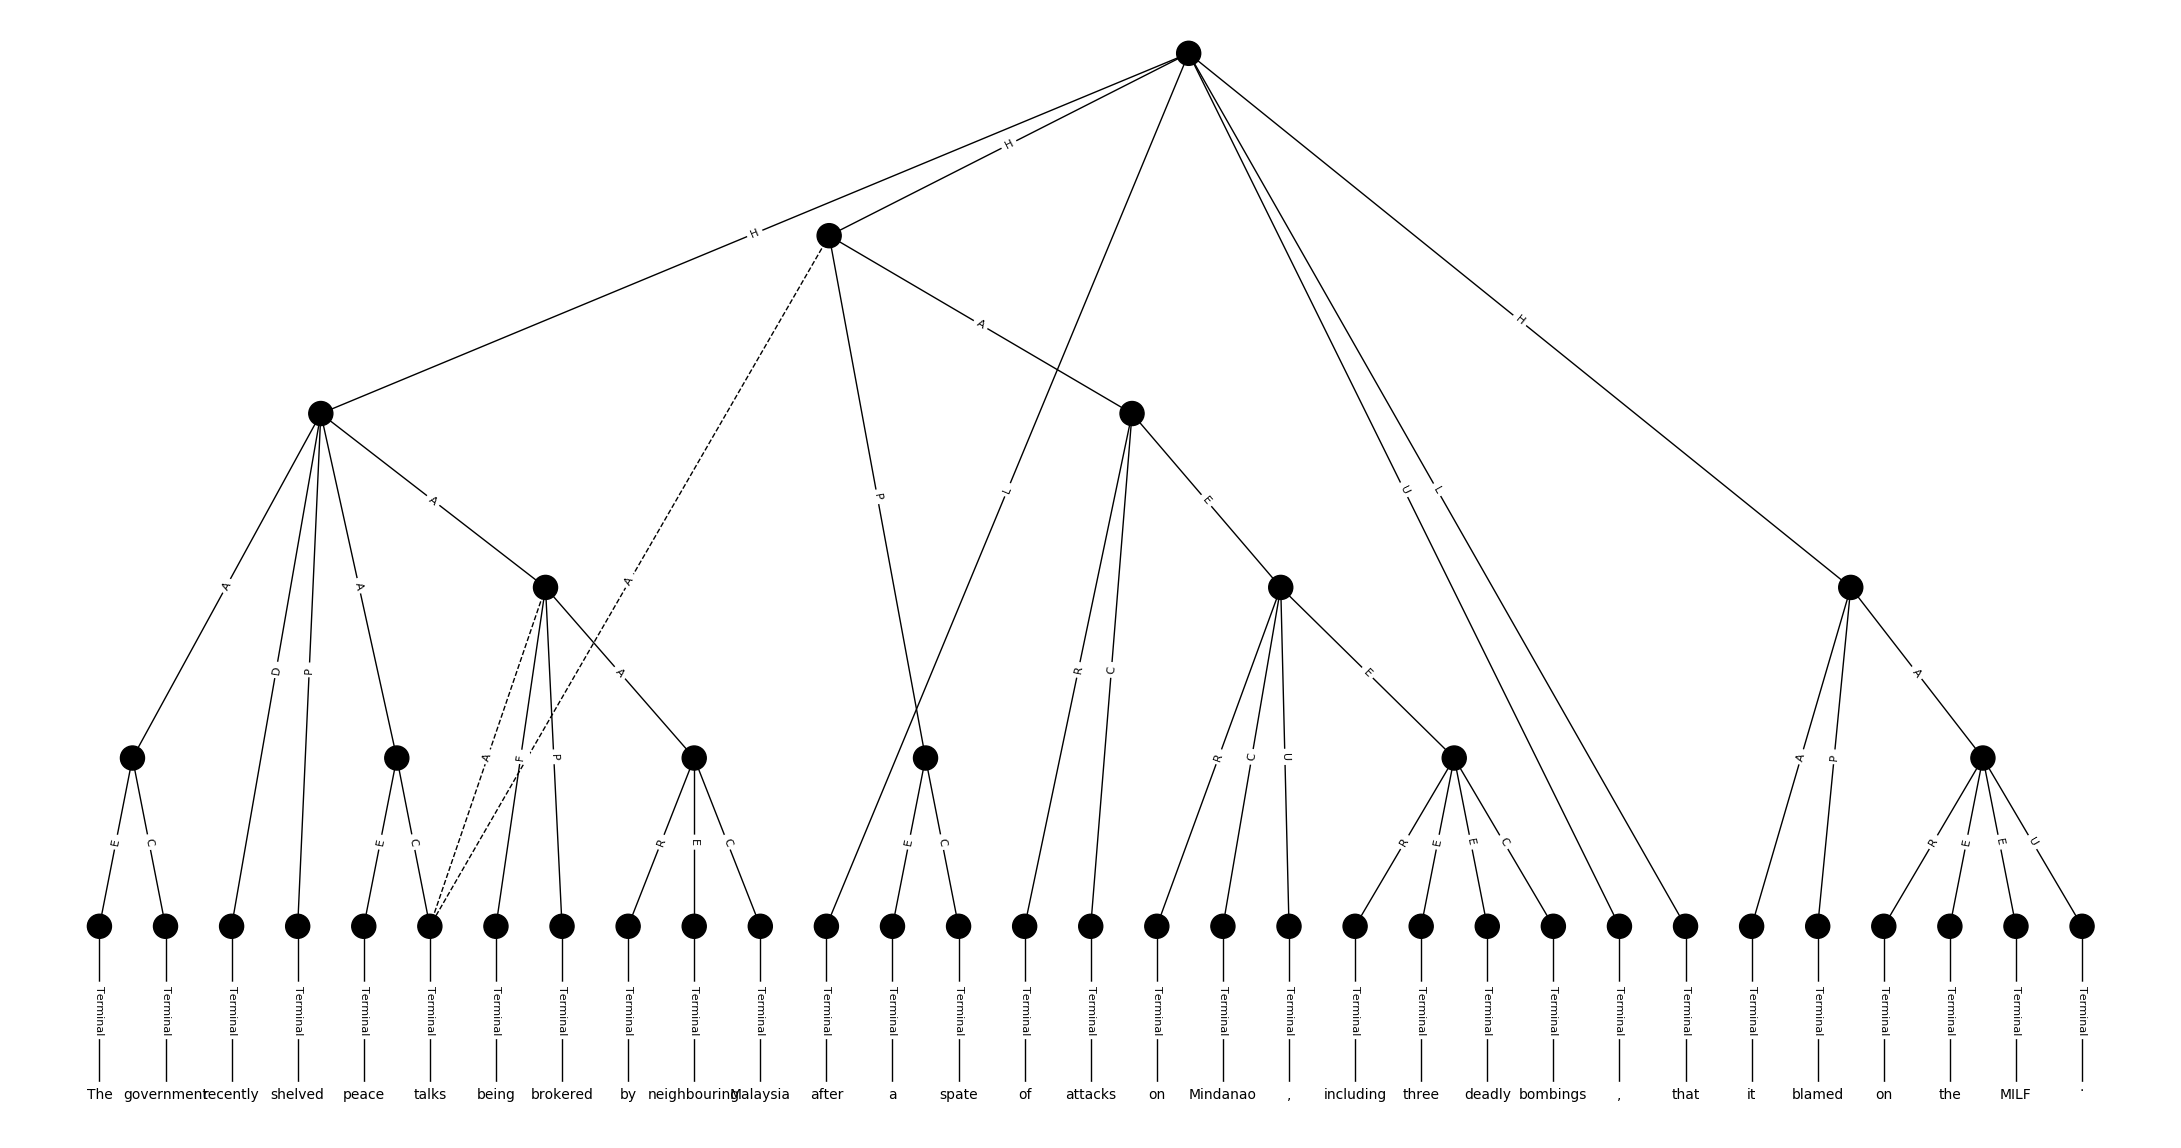 H
H
A
H
A
P
L
E
U
L
A
A
A
D
P
R
C
A
E
A
A
F
P
R
C
U
A
P
E
C
E
C
R
E
C
E
C
R
E
E
C
R
E
E
U
Terminal Terminal Terminal Terminal Terminal Terminal Terminal Terminal Terminal Terminal Terminal Terminal Terminal Terminal Terminal Terminal Terminal Terminal Terminal Terminal Terminal Terminal Terminal Terminal Terminal Terminal Terminal Terminal Terminal Terminal Terminal
The government recently shelved peace talks being brokered by neighbouring Malaysia after a spate of attacks on Mindanao , including three deadly bombings , that it blamed on the MILF .